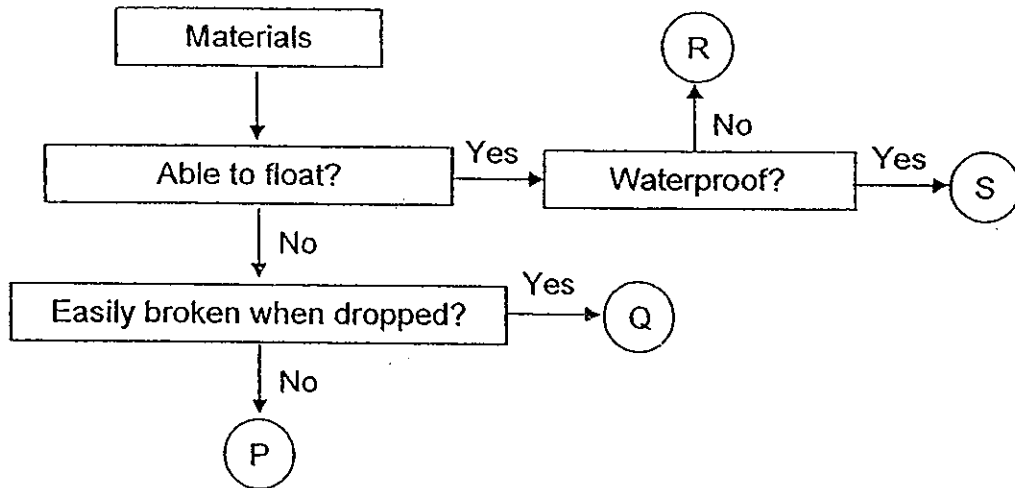 Materials
R
No
Able to float?
Yes
Waterproof?
Yes
S
No
Easily broken when dropped?
Yes
Q
No
P